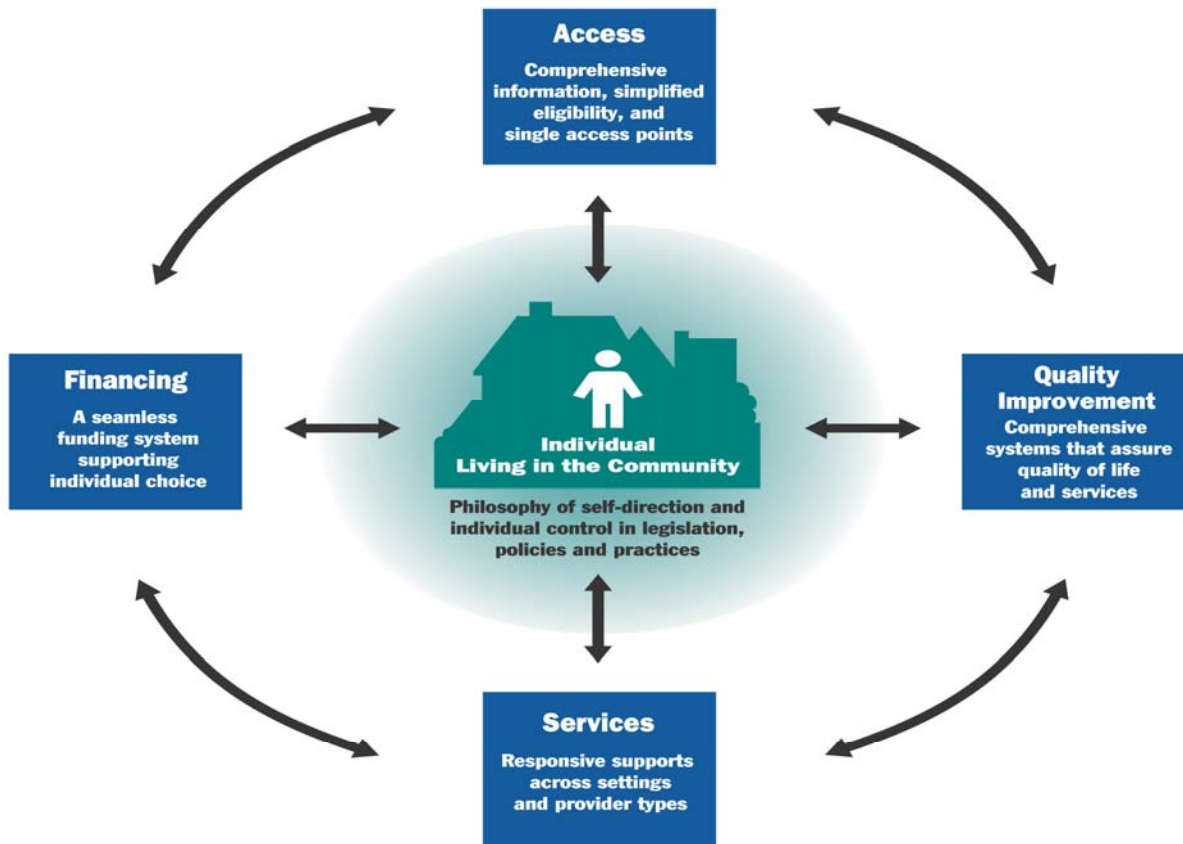 Access
Comprehensive
information, simplified
eligibility, and
single access points
Financing
A seamless
funding system
supporting
individual choice
Individual
Living in the Community
Philosophy of self-direction and
individual control in legislation,
policies and practices
Quality
Improvement
Comprehensive
systems that assure
quality of life
and services
Services
Responsive supports
across settings
and provider types